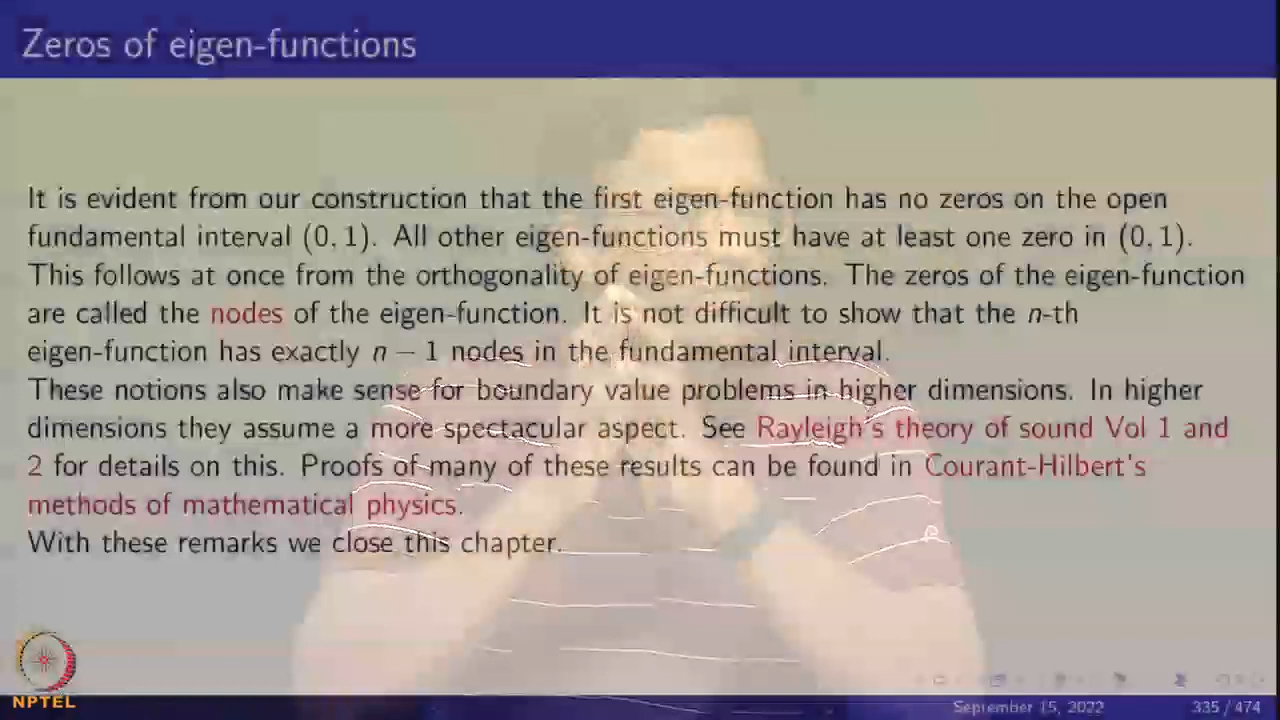 Zeros of eigen-functions
It is evident from our construction that the first eigen-function has no zeros on the open
fundamental interval (0, 1). All other eigen-functions must have at least one zero in (0, 1).
This follows at once from the orthogonality of eigen-functions. The zeros of the eigen-function
are called the nodes of the eigen-function. It is not difficult to show that the n-th
eigen-function has exactly n − 1 nodes in the fundamental interval.
These notions also make sense for boundary value problems in higher dimensions. In higher
dimensions they assume a more spectacular aspect. See Rayleigh's theory of sound Vol 1 and
2 for details on this. Proofs of many of these results can be found in Courant-Hilbert's
methods of mathematical physics.
With these remarks we close this chapter.
NPTEL
September 15, 2022 335 / 474